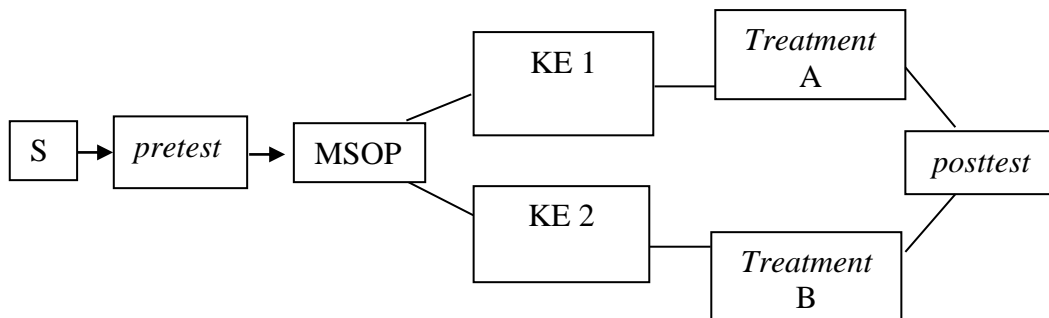 S
pretest
MSOP
KE 1
Treatment
A
KE 2
Treatment
B
posttest